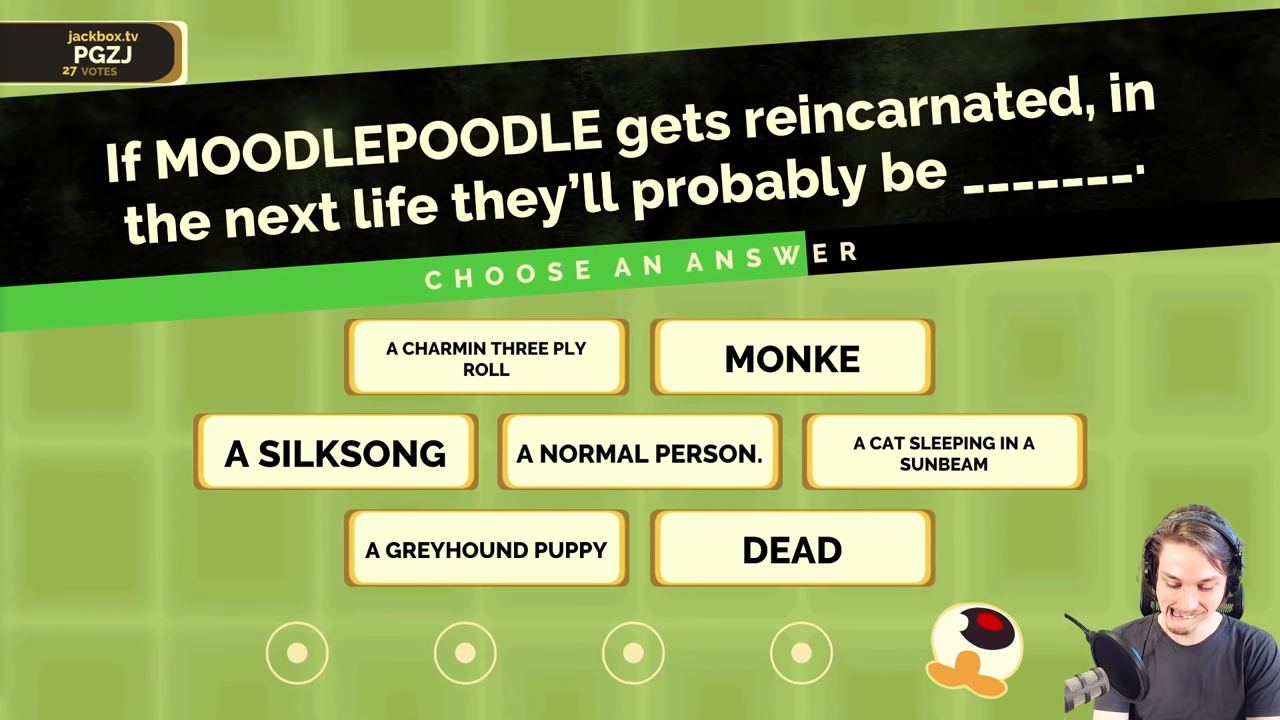 jackbox.tv
PGZJ
27 VOTES
If MOODLEPOODLE gets reincarnated, in
the next life they’ll probably be _______.
CHOOSE AN ANSWER
A CHARMIN THREE PLY
ROLL
MONKE
A SILKSONG
A NORMAL PERSON.
A CAT SLEEPING IN A
SUNBEAM
A GREYHOUND PUPPY
DEAD